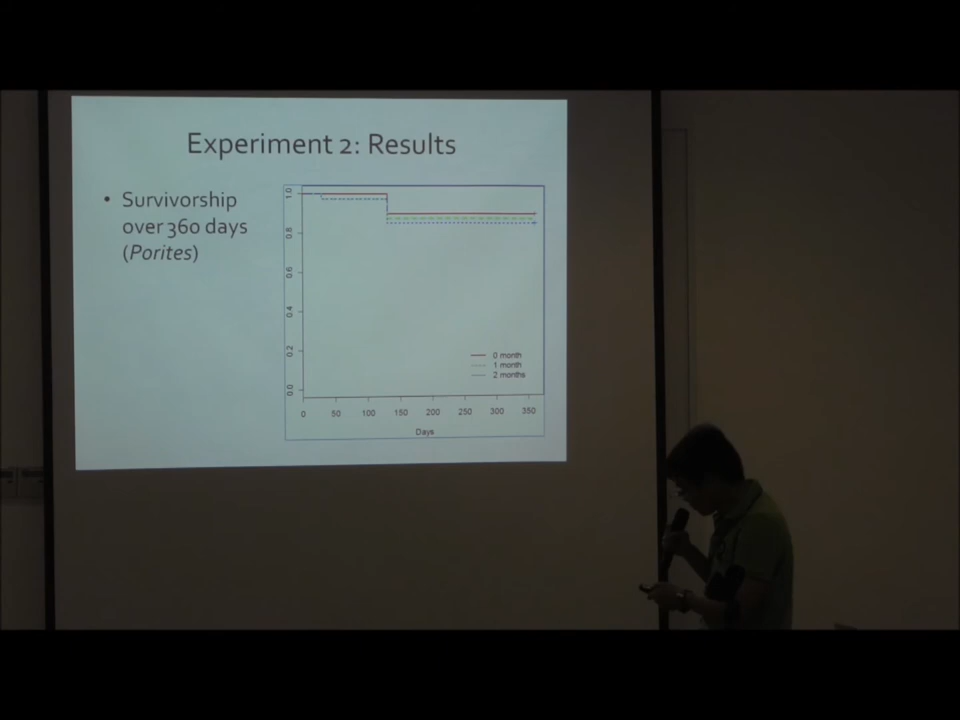 Experiment 2: Results
• Survivorship
over 360 days
(Porites)
1.0
0.8
0.6
0.4
0.2
0.0
0 month
1 month
2 months
0 50 100 150 200 250 300 350
Days